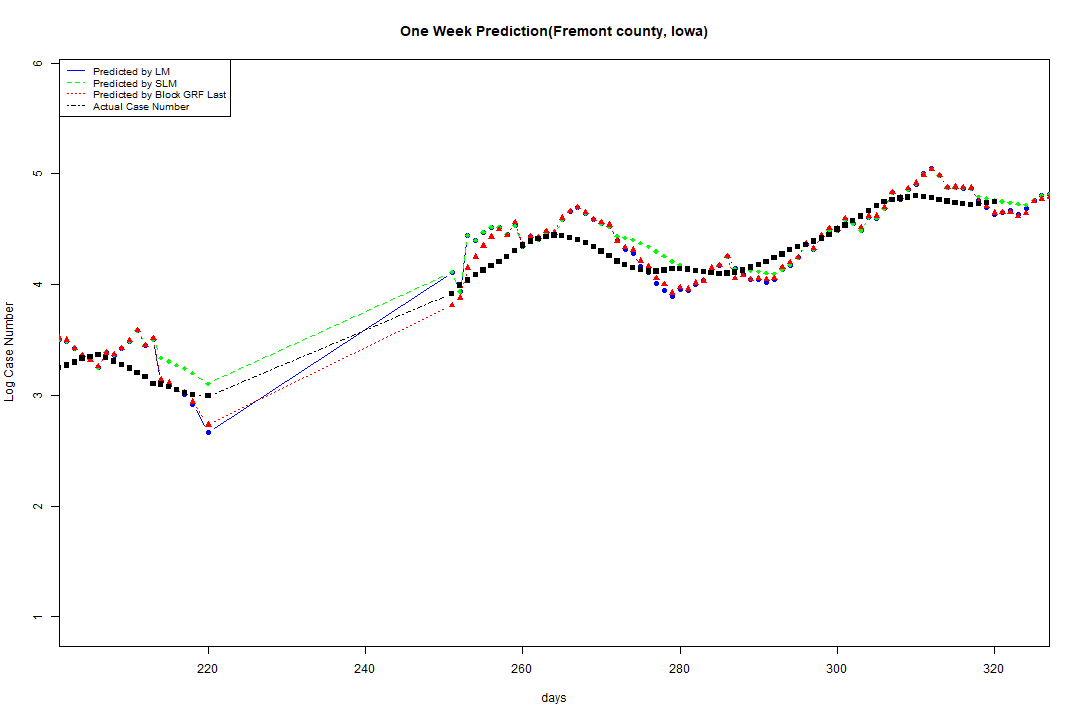 One Week Prediction(Fremont county, Iowa)
Predicted by LM
Predicted by SLM
Predicted by Block GRF Last
Actual Case Number
Log Case Number
6
5
4
3
2
1
220 240 260 280 300 320
days